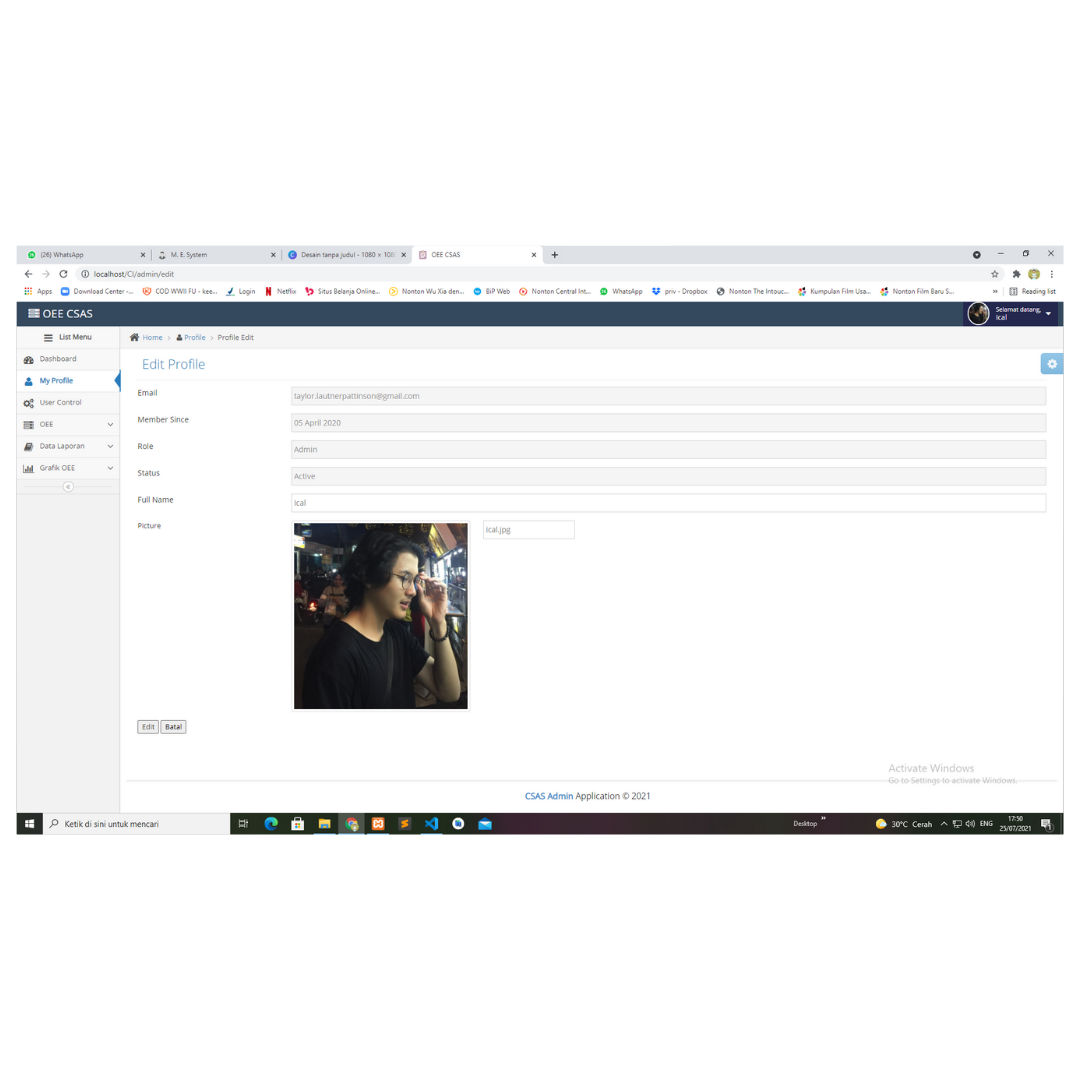 (26) WhatsApp
M. E. System
Desain tanpa judul - 1080 × 108
OEE CSAS
localhost/CI/admin/edit
Apps Download Center -... COD WWII FU - kee... Login Netflix Situs Belanja Online... Nonton Wu Xia den... BiP Web Nonton Central Int... WhatsApp priv - Dropbox Nonton The Intouc... Kumpulan Film Usa... Nonton Film Baru S... » Reading list
OEE CSAS
Selamat datang,
Ical
List Menu
Home > Profile > Profile Edit
Dashboard
My Profile
User Control
OEE
Data Laporan
Grafik OEE
Edit Profile
Email
taylor.lautnerpattinson@gmail.com
Member Since
05 April 2020
Role
Admin
Status
Active
Full Name
Ical
Picture
ical.jpg
Edit
Batal
Activate Windows
Go to Settings to activate Windows.
CSAS Admin Application © 2021
Ketik di sini untuk mencari
Desktop »
30°C Cerah
ENG
17:50
25/07/2021
1